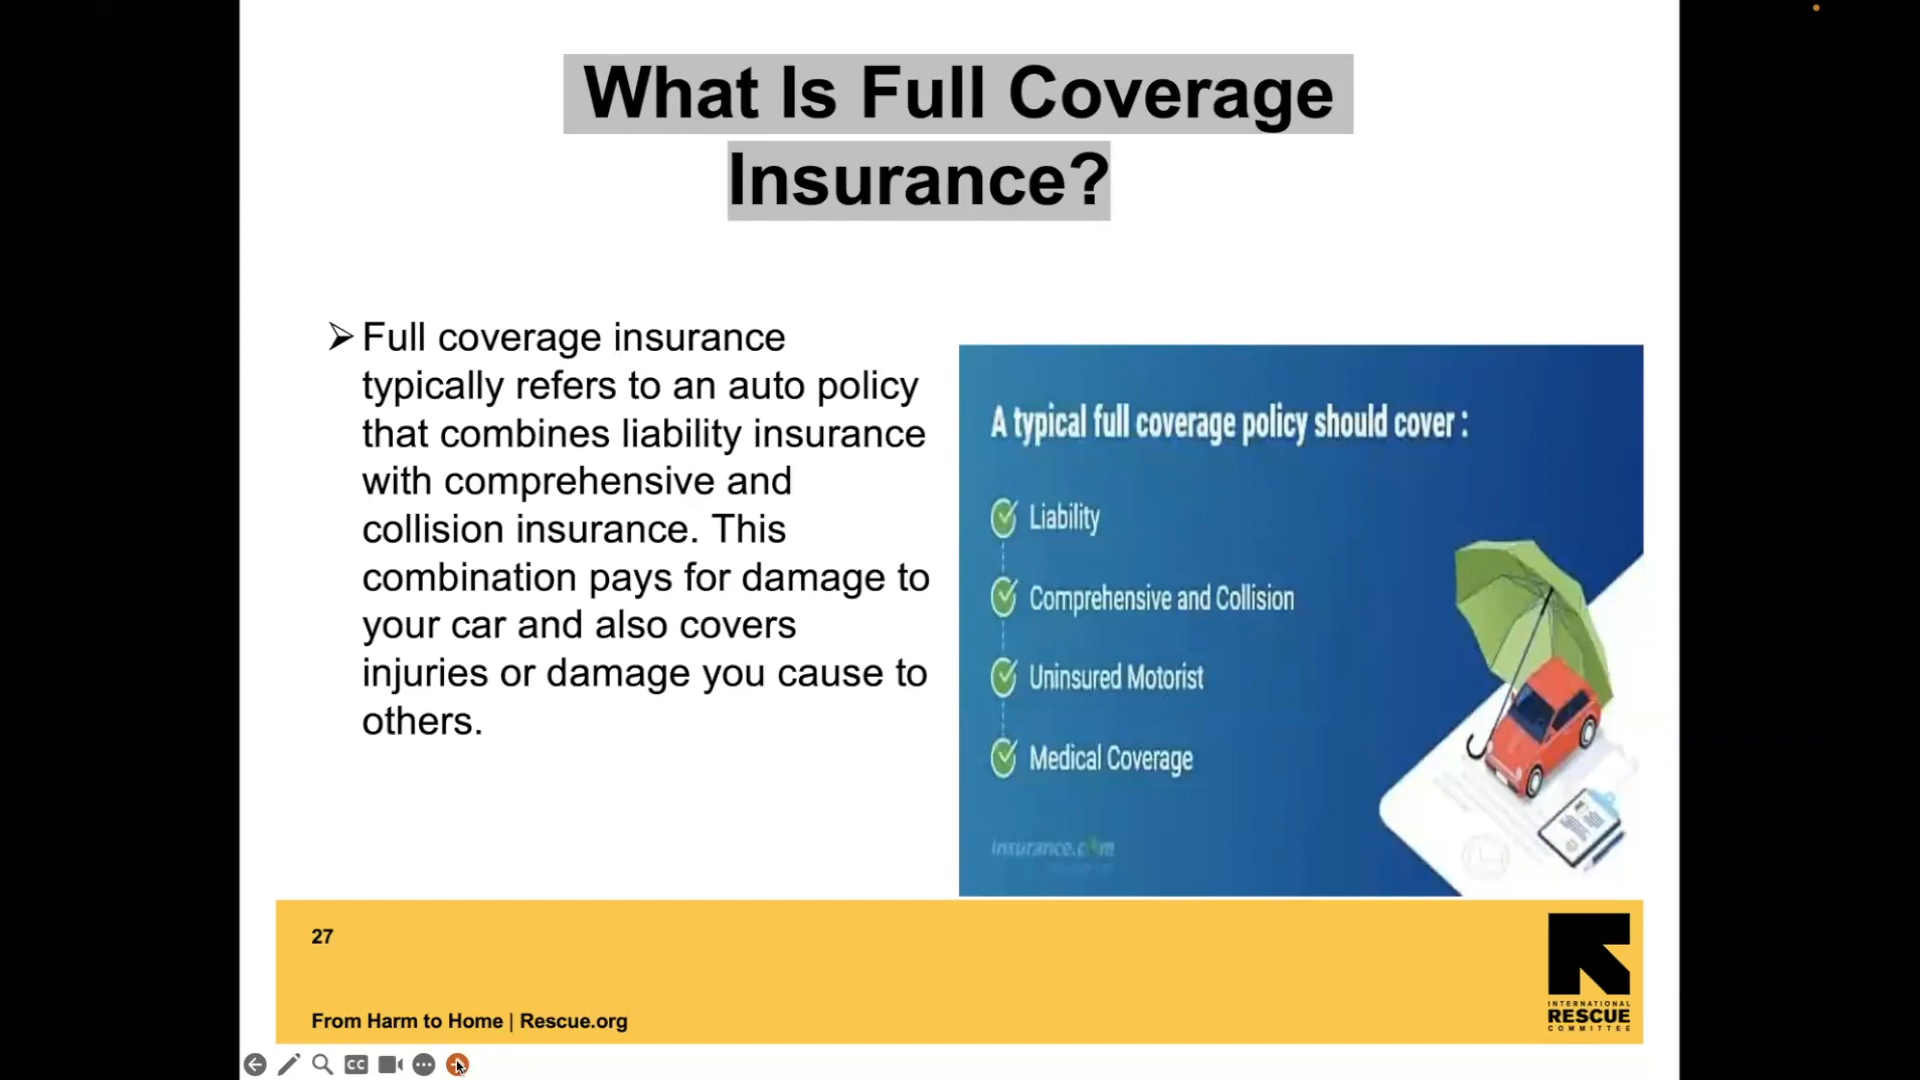 What Is Full Coverage
Insurance?
➢ Full coverage insurance
typically refers to an auto policy
that combines liability insurance
with comprehensive and
collision insurance. This
combination pays for damage to
your car and also covers
injuries or damage you cause to
others.
A typical full coverage policy should cover :
Liability
Comprehensive and Collision
Uninsured Motorist
Medical Coverage
insurance.com
27
From Harm to Home | Rescue.org
INTERNATIONAL
RESCUE
COMMITTEE
CC